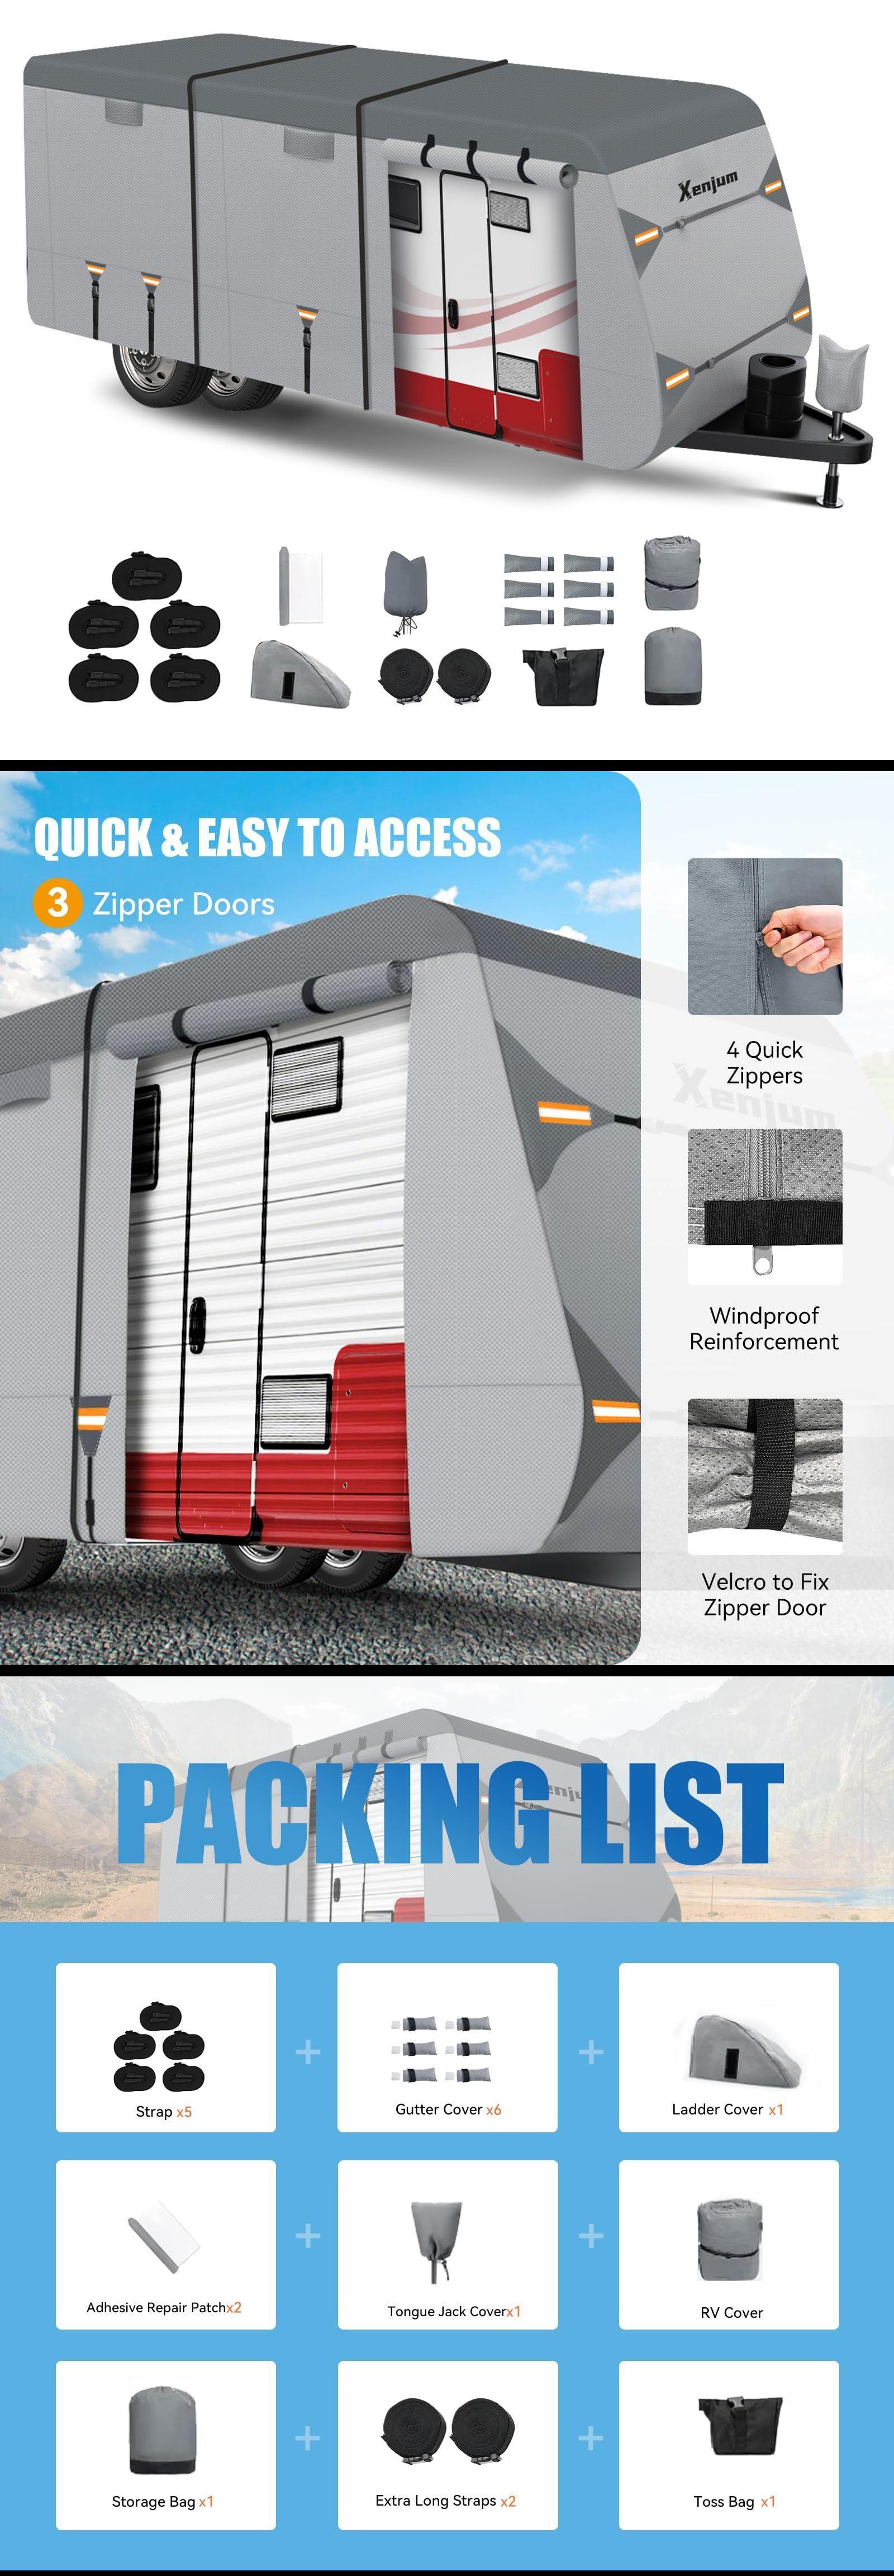 Xenjum
QUICK & EASY TO ACCESS
3 Zipper Doors
4 Quick
Zippers
Xenjum
Windproof
Reinforcement
Velcro to Fix
Zipper Door
PACKING LIST
Strap x5
Gutter Cover x6
Ladder Cover x1
Adhesive Repair Patchx2
Tongue Jack Coverx1
RV Cover
Storage Bag x1
Extra Long Straps x2
Toss Bag x1